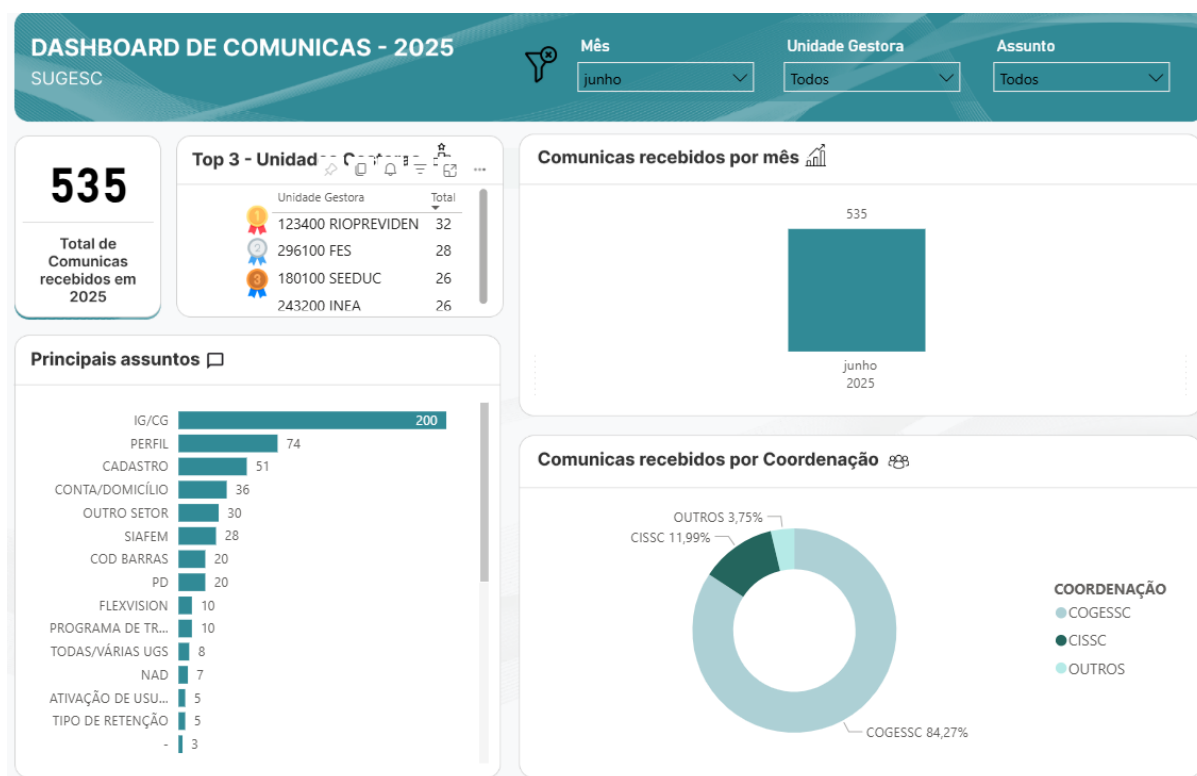 DASHBOARD DE COMUNICAS - 2025
SUGESC
Mês
junho
Unidade Gestora
Todos
Assunto
Todos
535
Total de
Comunicas
recebidos em
2025
Top 3 - Unidad
Unidade Gestora Total
1 123400 RIOPREVIDEN 32
2 296100 FES 28
3 180100 SEEDUC 26
243200 INEA 26
Comunicas recebidos por mês
535
junho
2025
Principais assuntos
IG/CG 200
PERFIL 74
CADASTRO 51
CONTA/DOMICÍLIO 36
OUTRO SETOR 30
SIAFEM 28
COD BARRAS 20
PD 20
FLEXVISION 10
PROGRAMA DE TR... 10
TODAS/VÁRIAS UGS 8
NAD 7
ATIVAÇÃO DE USU... 5
TIPO DE RETENÇÃO 5
- 3
Comunicas recebidos por Coordenação
OUTROS 3,75%
CISSC 11,99%
COGESSC 84,27%
COORDENAÇÃO
COGESSC
CISSC
OUTROS